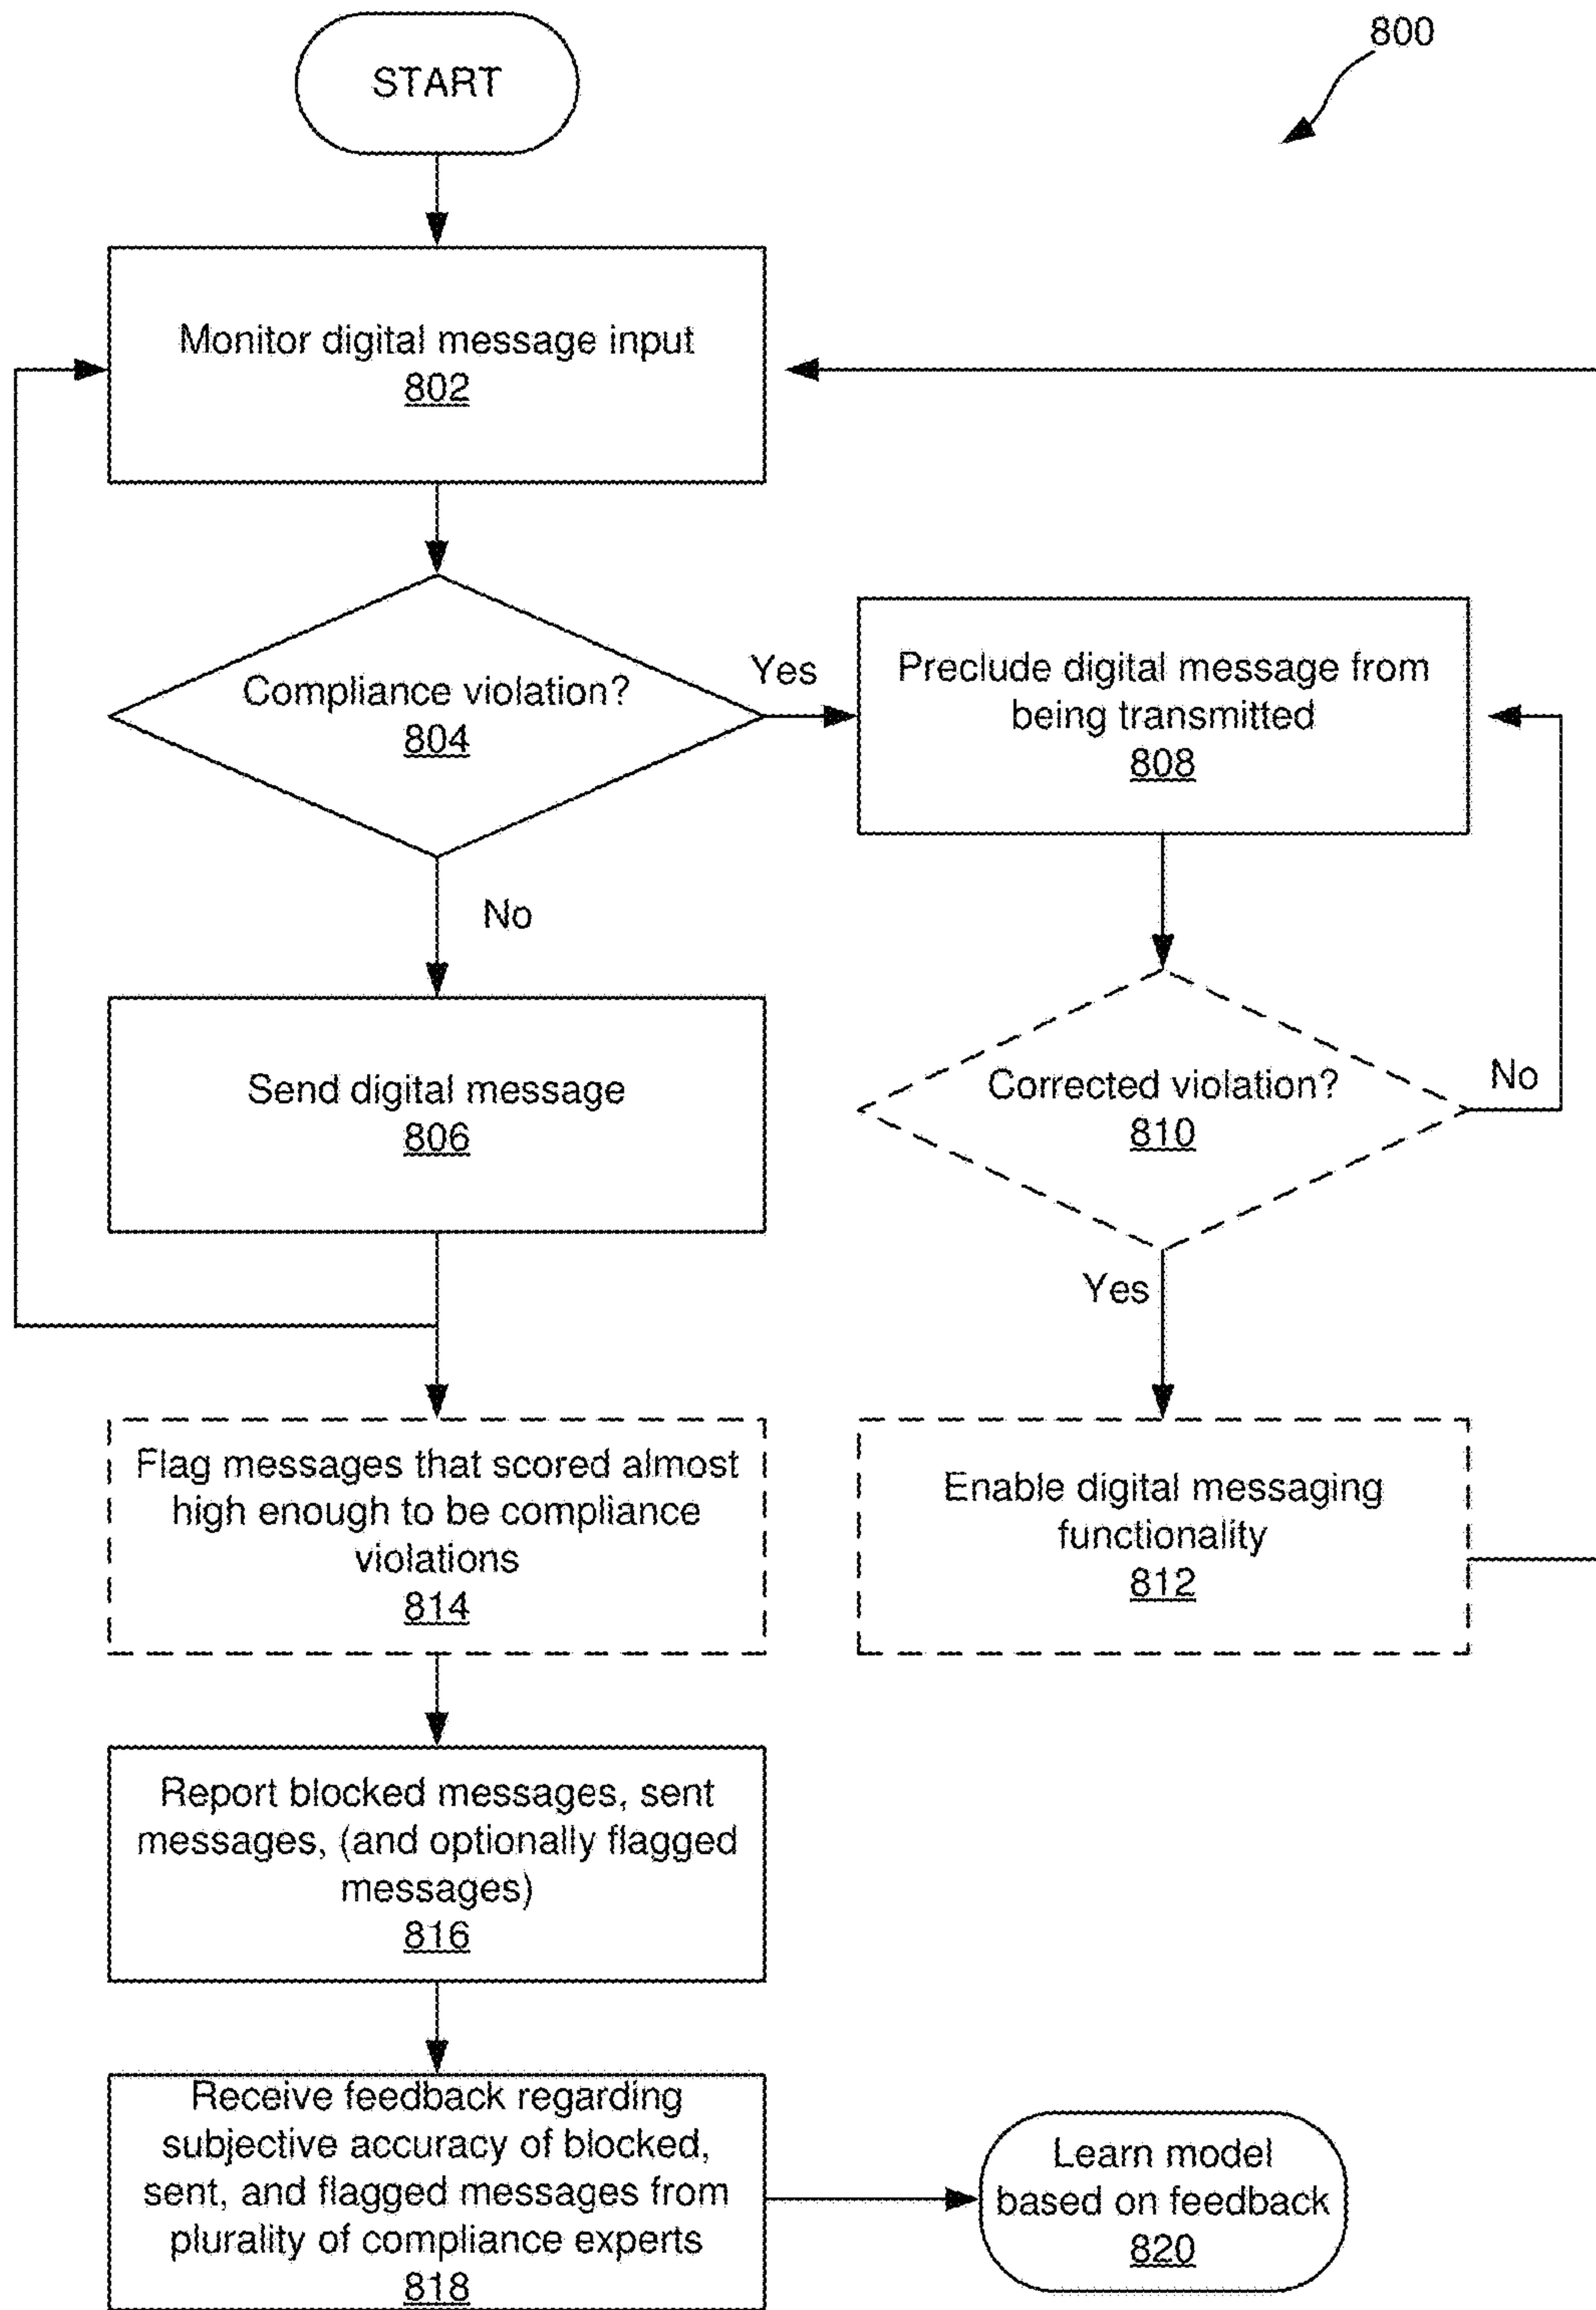 800
START
Monitor digital message input
802
Compliance violation?
804
Yes
Preclude digital message from
being transmitted
808
No
Send digital message
806
Corrected violation?
810
No
Yes
Flag messages that scored almost
high enough to be compliance
violations
814
Enable digital messaging
functionality
812
Report blocked messages, sent
messages, (and optionally flagged
messages)
816
Receive feedback regarding
subjective accuracy of blocked,
sent, and flagged messages from
plurality of compliance experts
818
Learn model
based on feedback
820